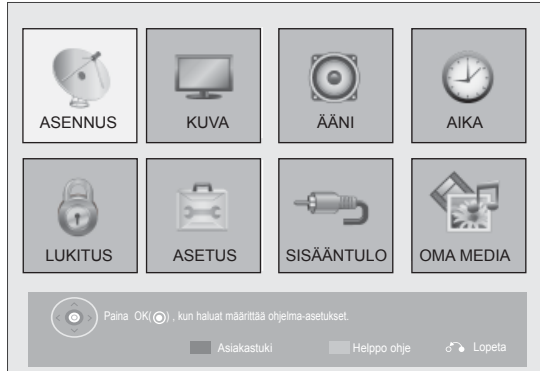 ASENNUS KUVA ÄÄNI AIKA
LUKITUS ASETUS SISÄÄNTULO OMA MEDIA
Paina OK( ) , kun haluat määrittää ohjelma-asetukset.
Asiakastuki Helppo ohje Lopeta